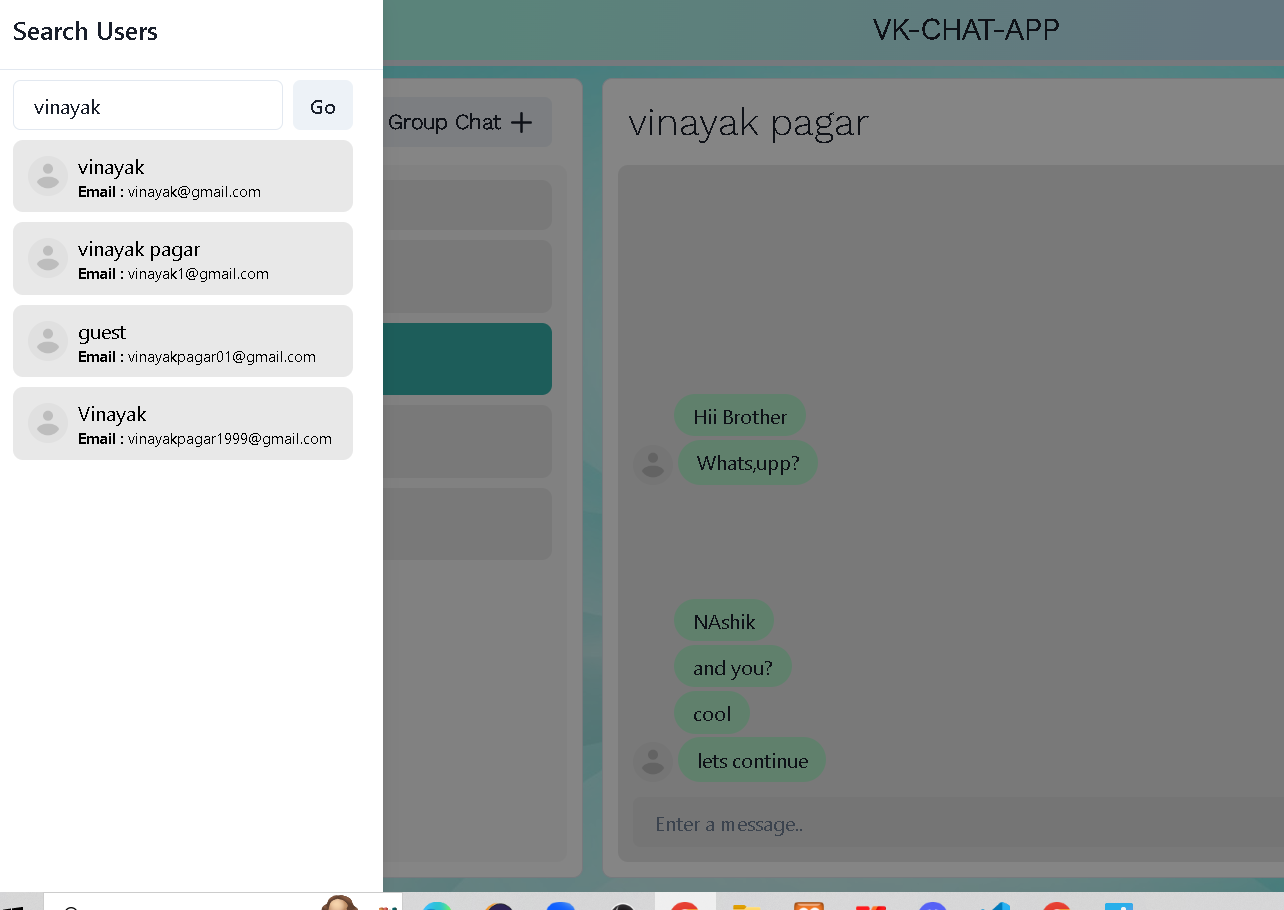 Search Users
vinayak
Go
vinayak
Email : vinayak@gmail.com
vinayak pagar
Email : vinayak1@gmail.com
guest
Email : vinayakpagar01@gmail.com
Vinayak
Email : vinayakpagar1999@gmail.com
VK-CHAT-APP
Group Chat
vinayak pagar
Hii Brother
Whats,upp?
NAshik
and you?
cool
lets continue
Enter a message..